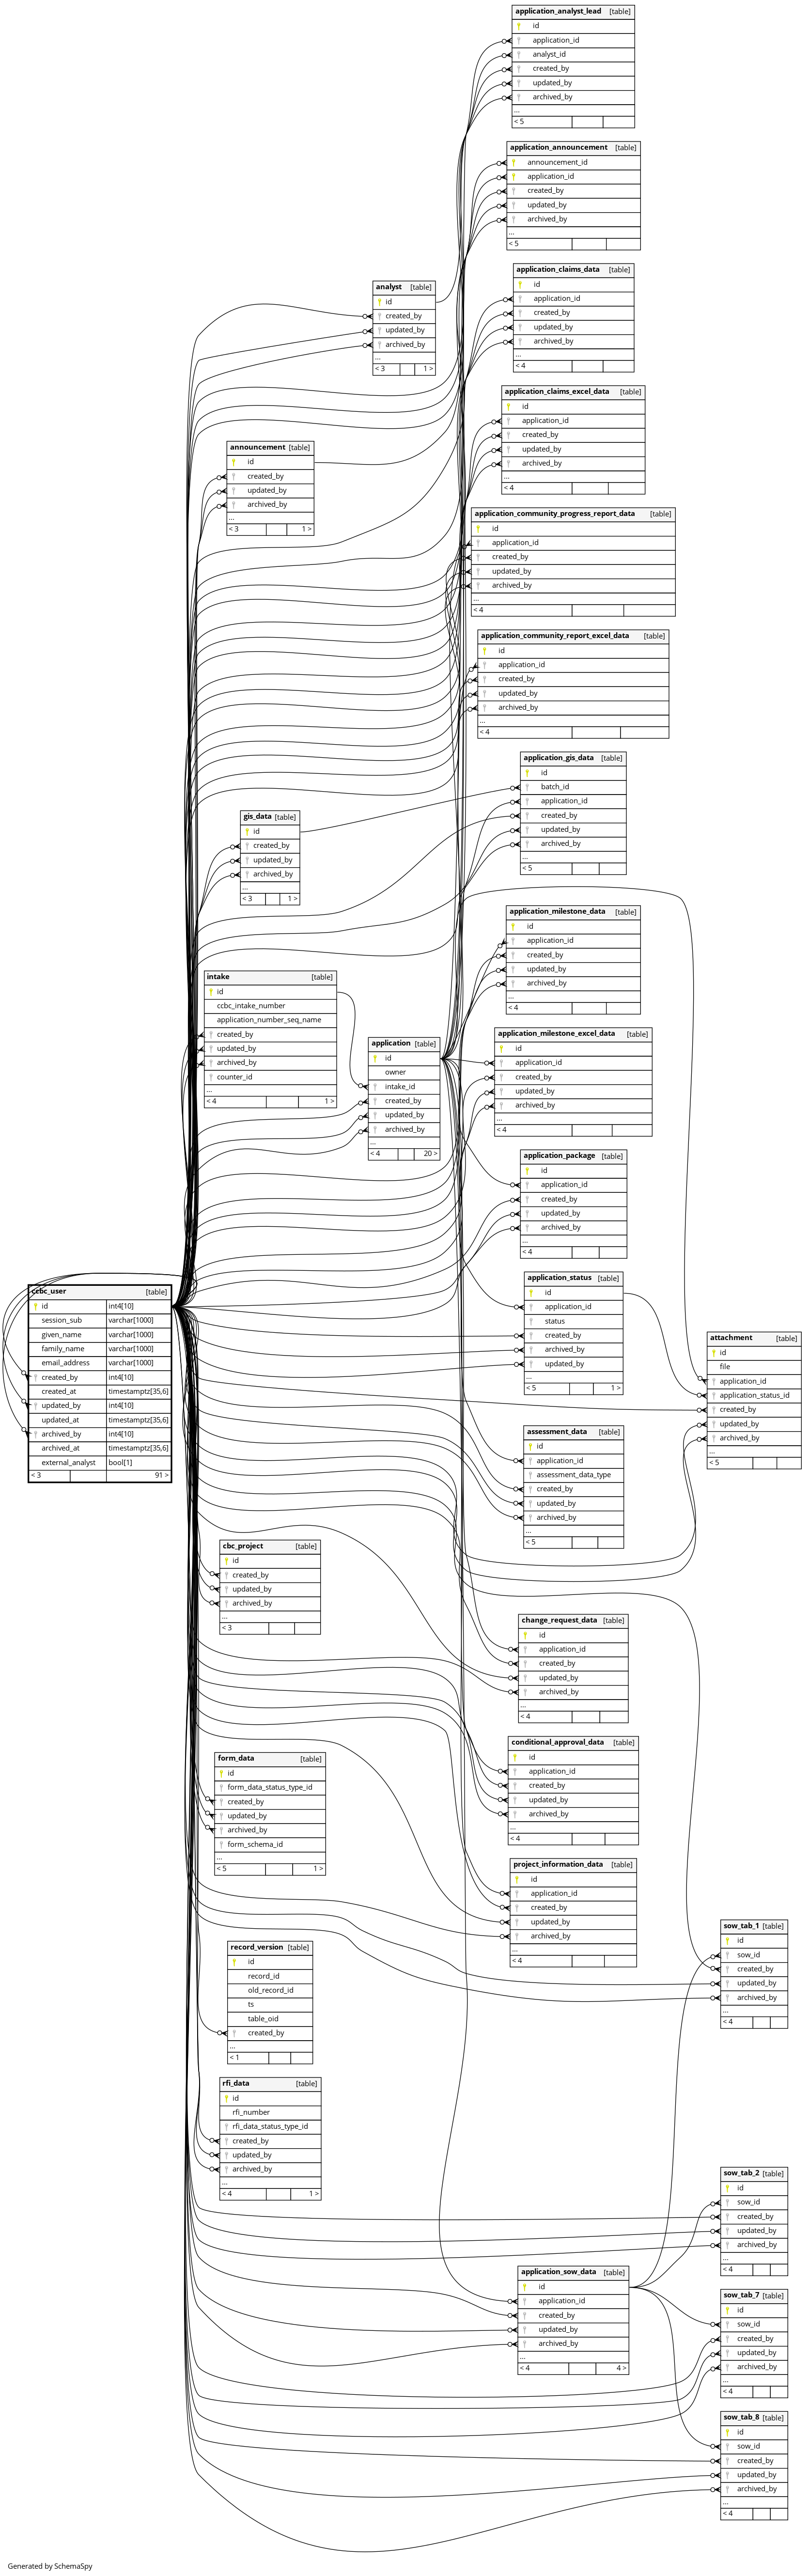 application_analyst_lead [table]
id
application_id
analyst_id
created_by
updated_by
archived_by
...
< 5
application_announcement [table]
announcement_id
application_id
created_by
updated_by
archived_by
...
< 5
application_claims_data [table]
id
application_id
created_by
updated_by
archived_by
...
< 4
analyst [table]
id
created_by
updated_by
archived_by
...
< 3 1 >
application_claims_excel_data [table]
id
application_id
created_by
updated_by
archived_by
...
< 4
announcement [table]
id
created_by
updated_by
archived_by
...
< 3 1 >
application_community_progress_report_data [table]
id
application_id
created_by
updated_by
archived_by
...
< 4
application_community_report_excel_data [table]
id
application_id
created_by
updated_by
archived_by
...
< 4
application_gis_data [table]
id
batch_id
application_id
created_by
updated_by
archived_by
...
< 5
gis_data [table]
id
created_by
updated_by
archived_by
...
< 3 1 >
application_milestone_data [table]
id
application_id
created_by
updated_by
archived_by
...
< 4
intake [table]
id
ccbc_intake_number
application_number_seq_name
created_by
updated_by
archived_by
counter_id
...
< 4 1 >
application [table]
id
owner
intake_id
created_by
updated_by
archived_by
...
< 4 20 >
application_milestone_excel_data [table]
id
application_id
created_by
updated_by
archived_by
...
< 4
application_package [table]
id
application_id
created_by
updated_by
archived_by
...
< 4
application_status [table]
id
application_id
status
created_by
archived_by
updated_by
...
< 5 1 >
ccbc_user [table]
id int4[10]
session_sub varchar[1000]
given_name varchar[1000]
family_name varchar[1000]
email_address varchar[1000]
created_by int4[10]
created_at timestamptz[35,6]
updated_by int4[10]
updated_at timestamptz[35,6]
archived_by int4[10]
archived_at timestamptz[35,6]
external_analyst bool[1]
< 3 91 >
attachment [table]
id
file
application_id
application_status_id
created_by
updated_by
archived_by
...
< 5
assessment_data [table]
id
application_id
assessment_data_type
created_by
updated_by
archived_by
...
< 5
cbc_project [table]
id
created_by
updated_by
archived_by
...
< 3
change_request_data [table]
id
application_id
created_by
updated_by
archived_by
...
< 4
conditional_approval_data [table]
id
application_id
created_by
updated_by
archived_by
...
< 4
form_data [table]
id
form_data_status_type_id
created_by
updated_by
archived_by
form_schema_id
...
< 5 1 >
project_information_data [table]
id
application_id
created_by
updated_by
archived_by
...
< 4
sow_tab_1 [table]
id
sow_id
created_by
updated_by
archived_by
...
< 4
record_version [table]
id
record_id
old_record_id
ts
table_oid
created_by
...
< 1
rfi_data [table]
id
rfi_number
rfi_data_status_type_id
created_by
updated_by
archived_by
...
< 4 1 >
sow_tab_2 [table]
id
sow_id
created_by
updated_by
archived_by
...
< 4
application_sow_data [table]
id
application_id
created_by
updated_by
archived_by
...
< 4 4 >
sow_tab_7 [table]
id
sow_id
created_by
updated_by
archived_by
...
< 4
sow_tab_8 [table]
id
sow_id
created_by
updated_by
archived_by
...
< 4
Generated by SchemaSpy